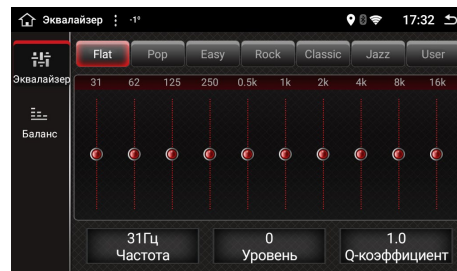 Эквалайзер -1° 17:32
Flat Pop Easy Rock Classic Jazz User
Эквалайзер
31 62 125 250 0.5k 1k 2k 4k 8k 16k
Баланс
31Гц 0 1.0
Частота Уровень Q-коэффициент